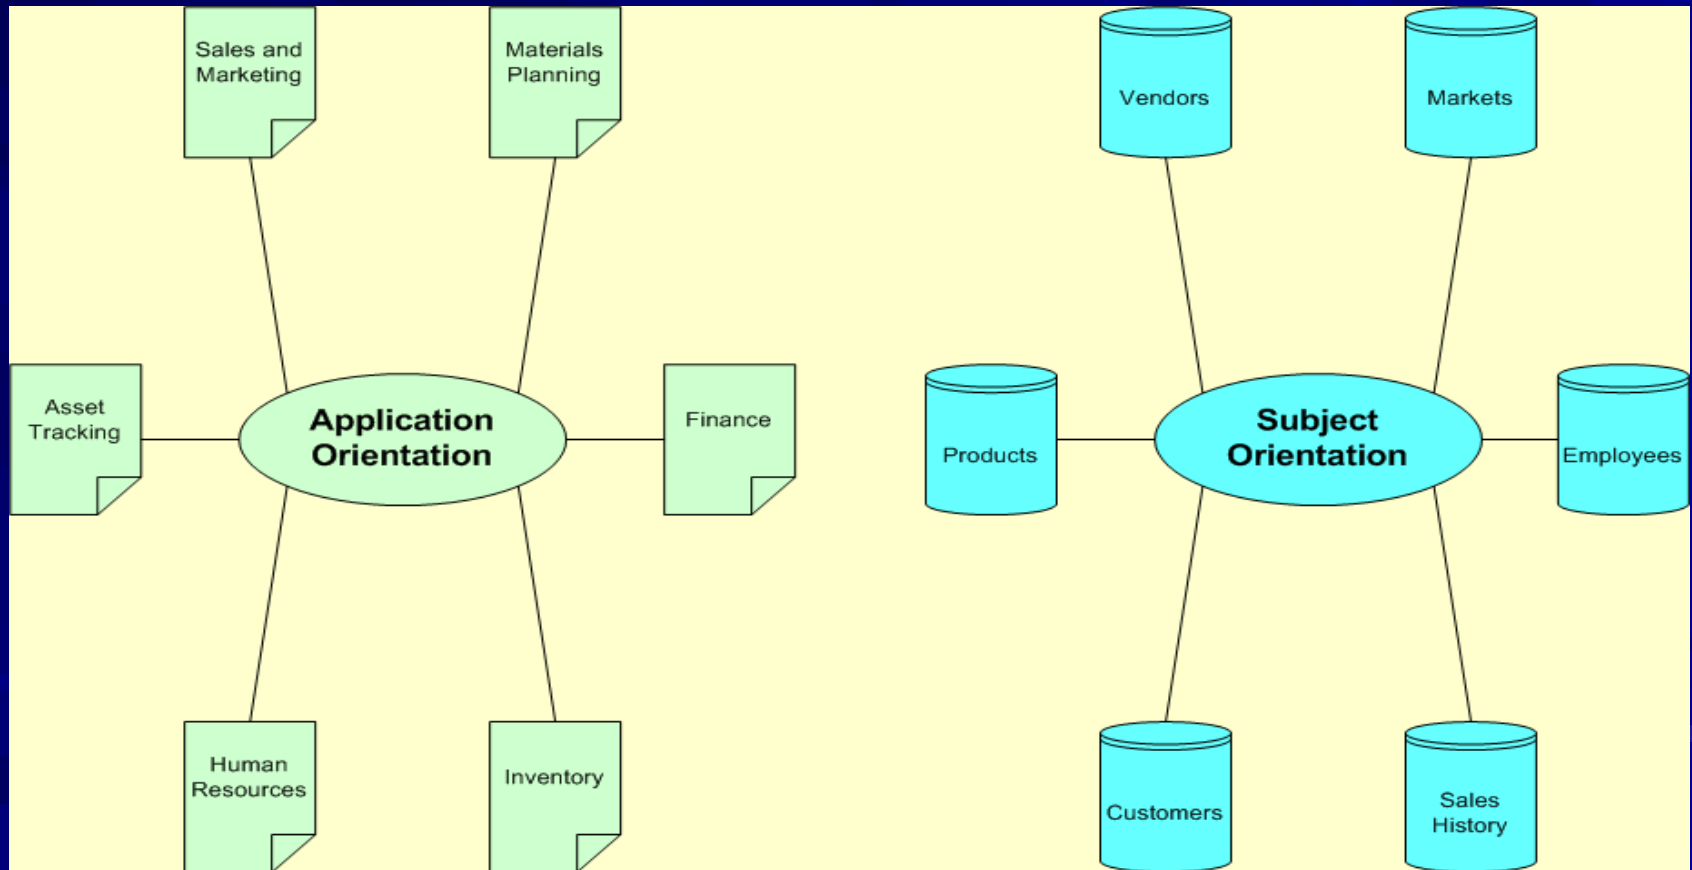 Sales and
Marketing
Materials
Planning
Asset
Tracking
Application
Orientation
Finance
Human
Resources
Inventory
Vendors
Markets
Products
Subject
Orientation
Employees
Customers
Sales
History